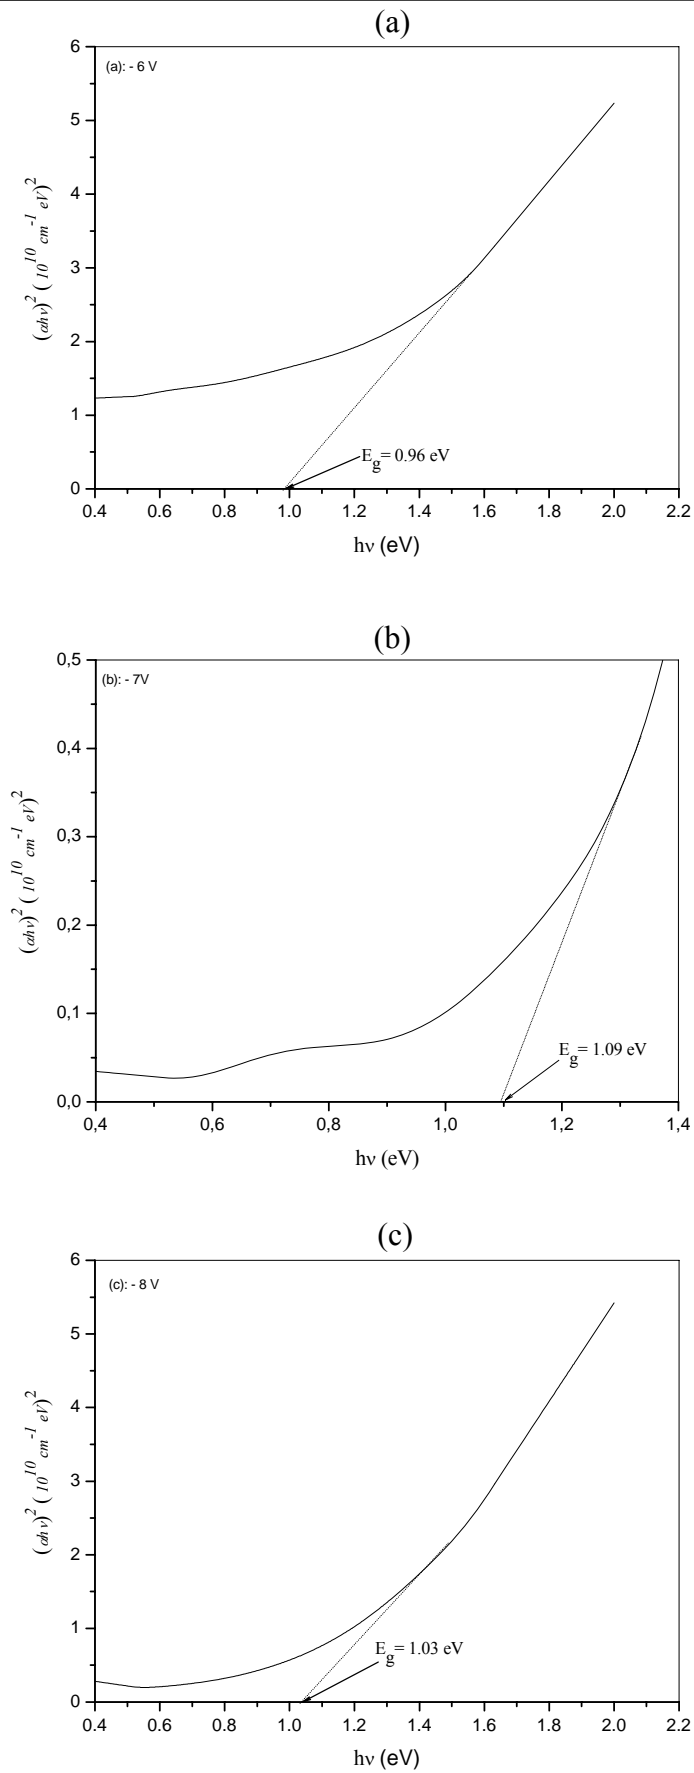 (a)
(a): - 6 V
6
5
4
3
2
1
0
(αhν)² (10¹⁰ cm⁻¹ eV)²
E_g= 0.96 eV
0.4 0.6 0.8 1.0 1.2 1.4 1.6 1.8 2.0 2.2
hν (eV)
(b)
(b): - 7V
0,5
0,4
0,3
0,2
0,1
0,0
(αhν)² (10¹⁰ cm⁻¹ eV)²
E_g= 1.09 eV
0,4 0,6 0,8 1,0 1,2 1,4
hν (eV)
(c)
(c): - 8 V
6
5
4
3
2
1
0
(αhν)² (10¹⁰ cm⁻¹ eV)²
E_g= 1.03 eV
0.4 0.6 0.8 1.0 1.2 1.4 1.6 1.8 2.0 2.2
hν (eV)